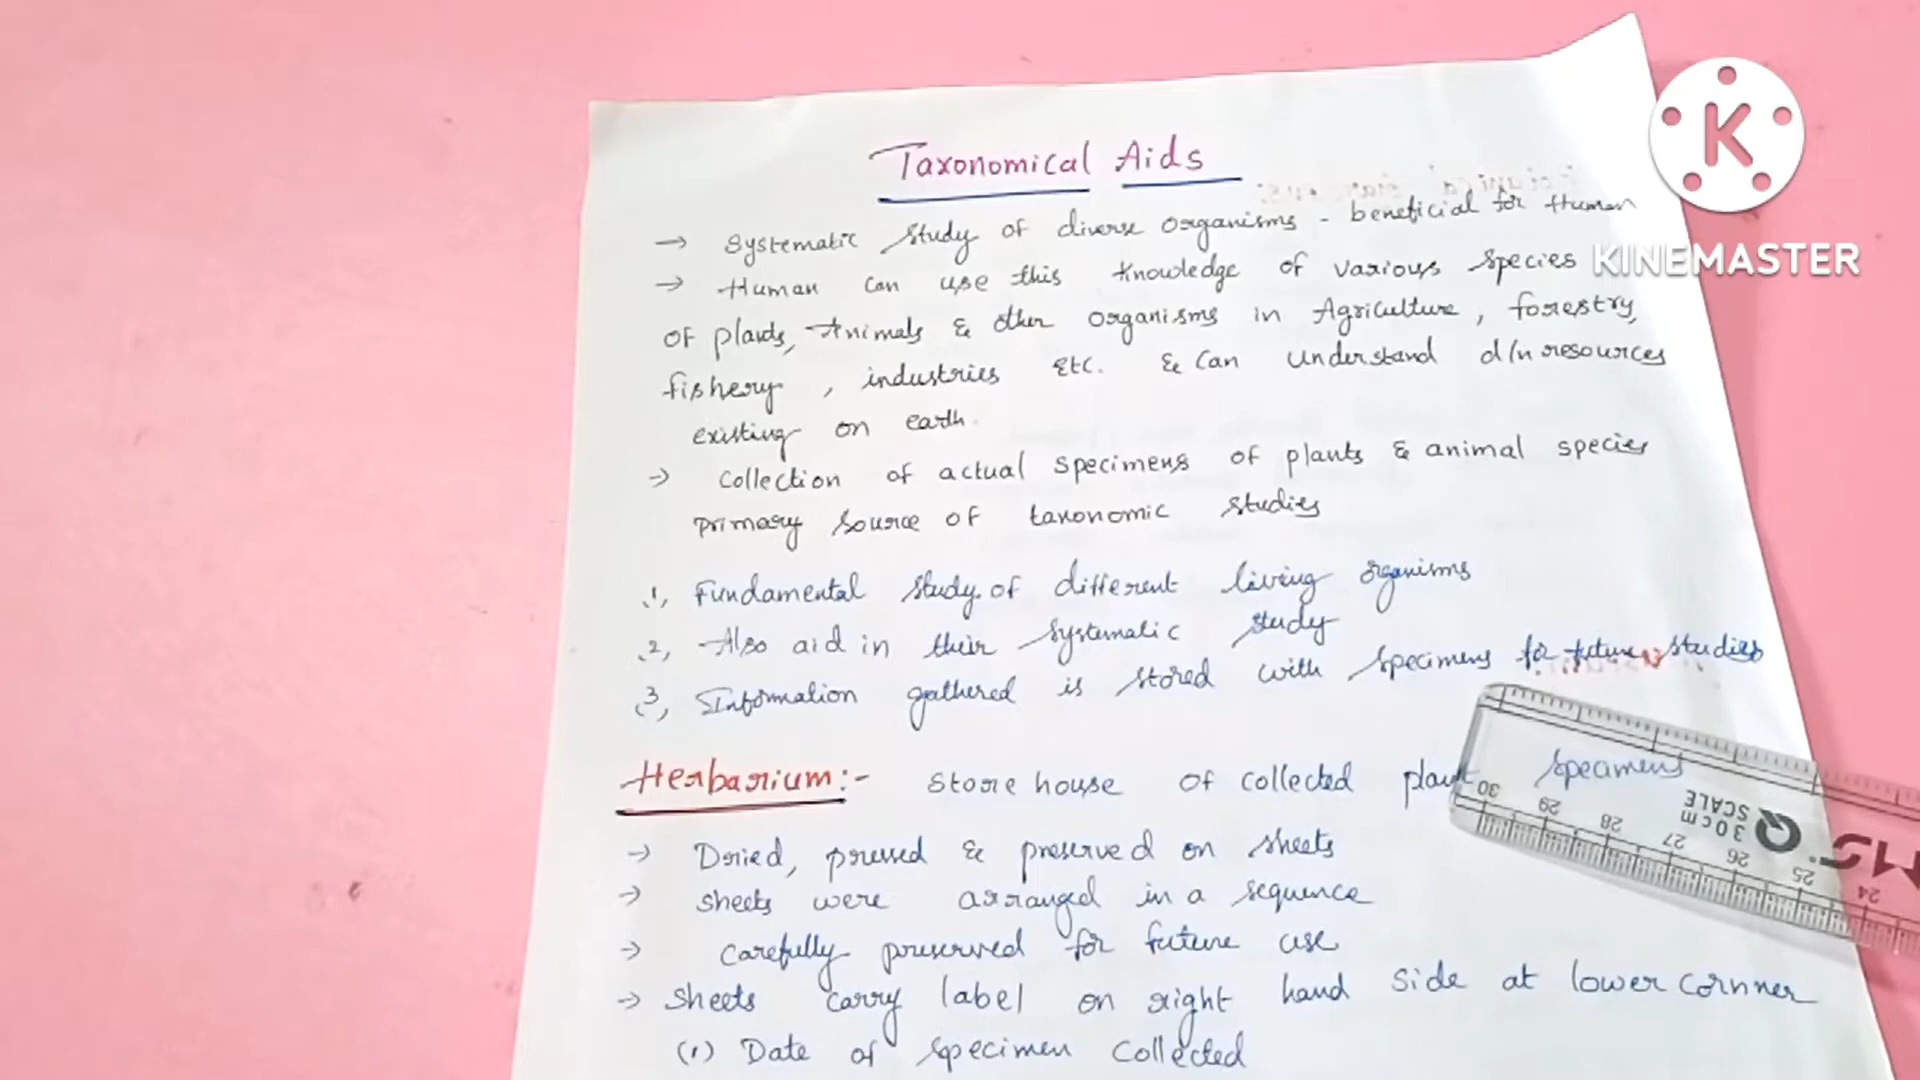 Taxonomical Aids
→ Systematic study of diverse organisms - beneficial for Human
→ Human can use this knowledge of various species
KINEMASTER
of plants, Animals & other organisms in Agriculture, forestry,
fishery, industries Etc. & Can understand d/n resources
existing on earth.
→ Collection of actual specimens of plants & animal species
primary source of taxonomic studies
1, Fundamental study of different living organisms
2, Also aid in their systematic study
3, Information gathered is stored with specimens for future studies
Herbarium:- Store house of collected plant specimens
→ Dried, pressed & preserved on sheets
→ sheets were arranged in a sequence
→ Carefully preserved for future use
→ Sheets carry label on right hand side at lower cornner
(1) Date of specimen collected
30 29 28 27 26 25 24
30cm
SCALE